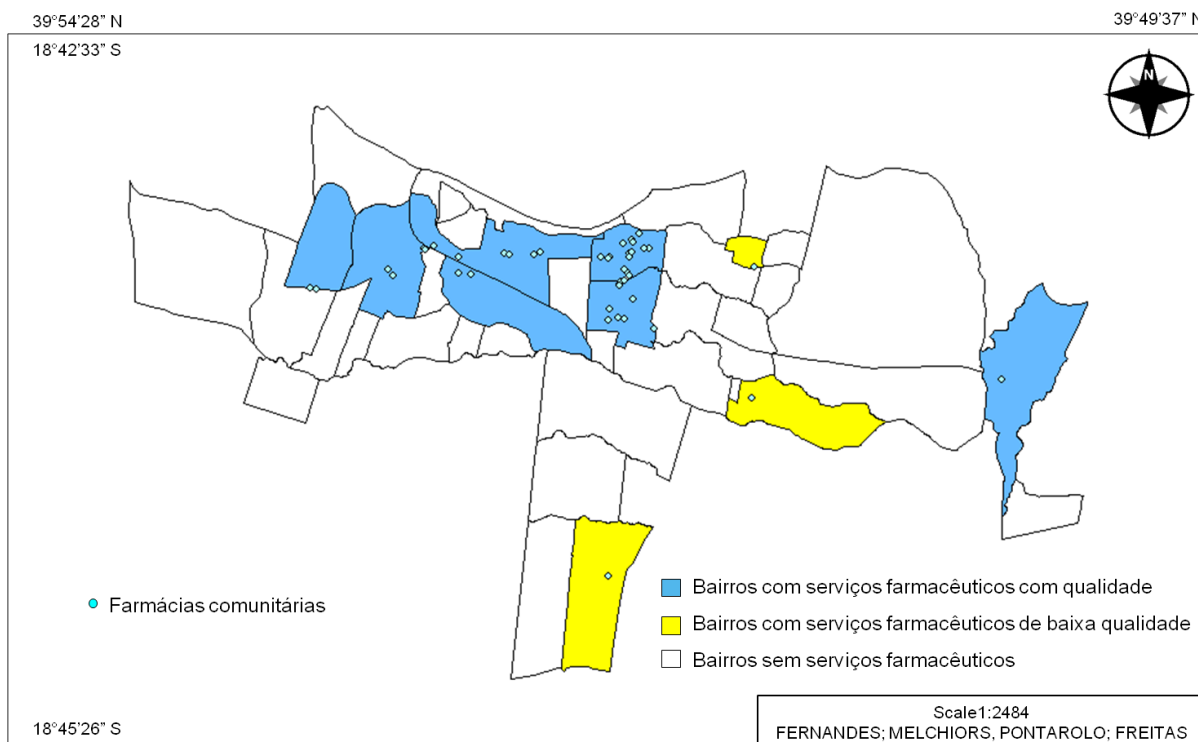 39°54'28" N
39°49'37" N
18°42'33" S
N
Farmácias comunitárias
Bairros com serviços farmacêuticos com qualidade
Bairros com serviços farmacêuticos de baixa qualidade
Bairros sem serviços farmacêuticos
18°45'26" S
Scale1:2484
FERNANDES; MELCHIORS, PONTAROLO; FREITAS